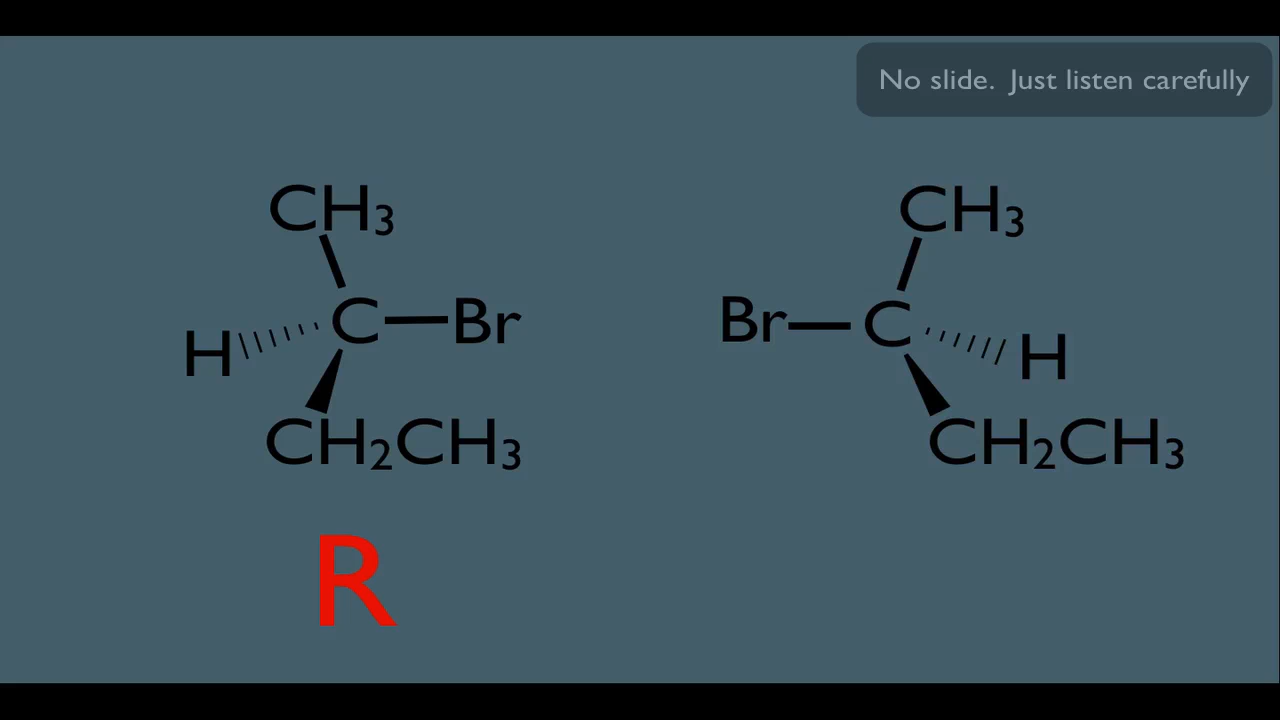 No slide. Just listen carefully
CH₃ CH₃
H C Br Br C H
CH₂CH₃ CH₂CH₃
R